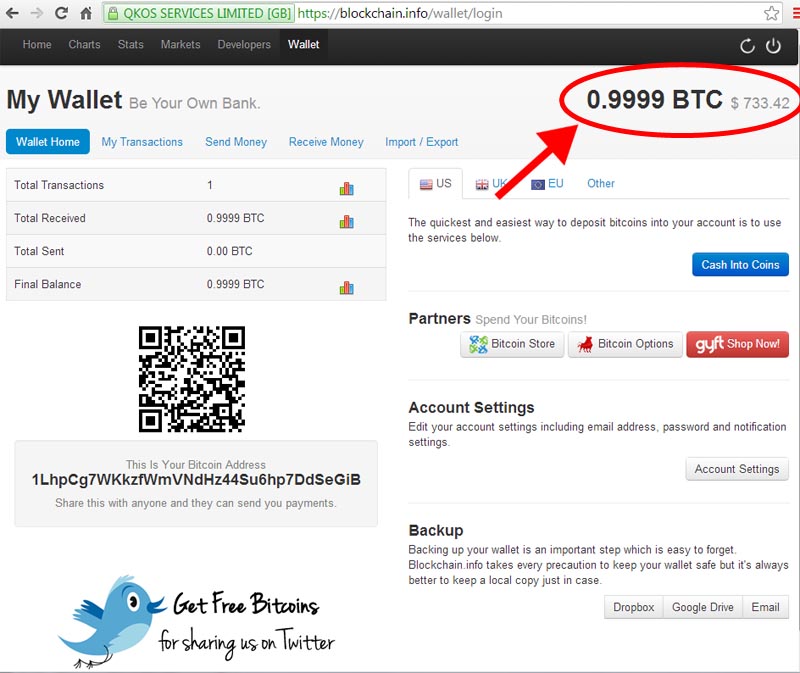 QKOS SERVICES LIMITED [GB] https://blockchain.info/wallet/login
Home Charts Stats Markets Developers Wallet
My Wallet Be Your Own Bank.
0.9999 BTC $ 733.42
Wallet Home My Transactions Send Money Receive Money Import / Export
Total Transactions 1
Total Received 0.9999 BTC
Total Sent 0.00 BTC
Final Balance 0.9999 BTC
This Is Your Bitcoin Address
1LhpCg7WKkzfWmVNdHz44Su6hp7DdSeGiB
Share this with anyone and they can send you payments.
Get Free Bitcoins
for sharing us on Twitter
US UK EU Other
The quickest and easiest way to deposit bitcoins into your account is to use
the services below.
Cash Into Coins
Partners Spend Your Bitcoins!
Bitcoin Store Bitcoin Options gyft Shop Now!
Account Settings
Edit your account settings including email address, password and notification
settings.
Account Settings
Backup
Backing up your wallet is an important step which is easy to forget.
Blockchain.info takes every precaution to keep your wallet safe but it's always
better to keep a local copy just in case.
Dropbox Google Drive Email